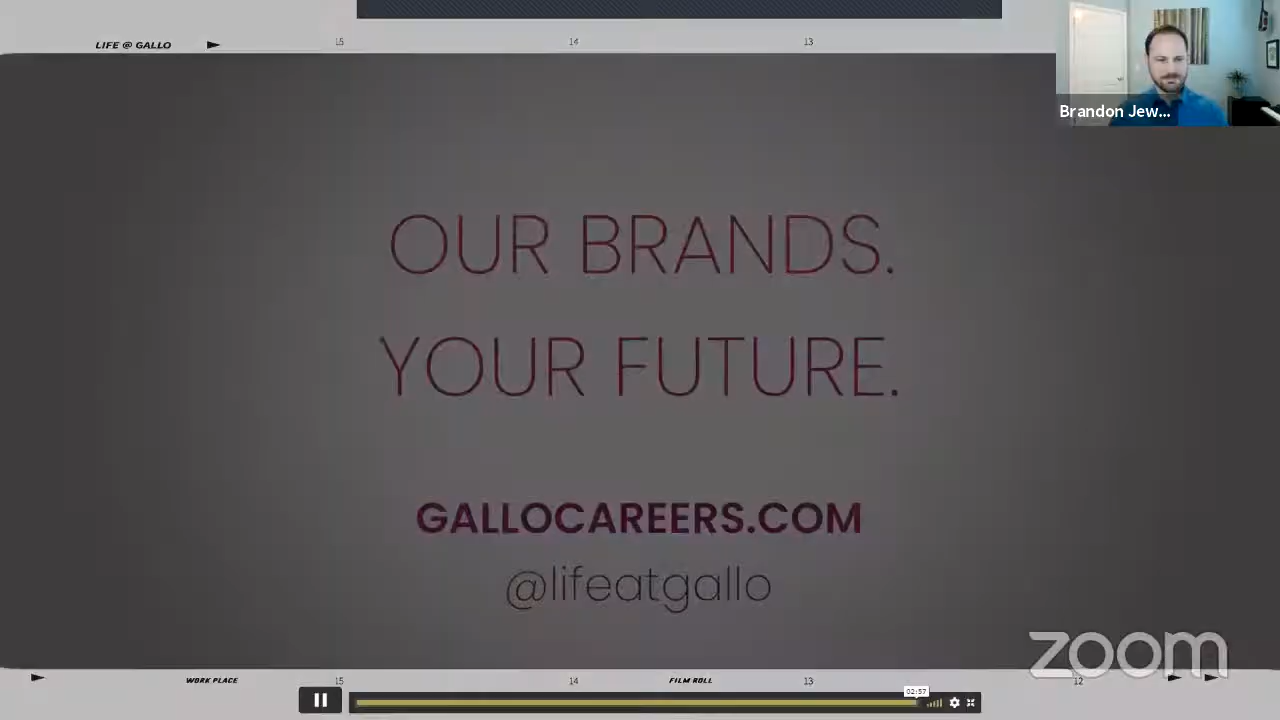 LIFE @ GALLO
15
14
13
Brandon Jew...
OUR BRANDS.
YOUR FUTURE.
GALLOCAREERS.COM
@lifeatgallo
zoom
WORK PLACE
15
14
FILM ROLL
13
12
02:57